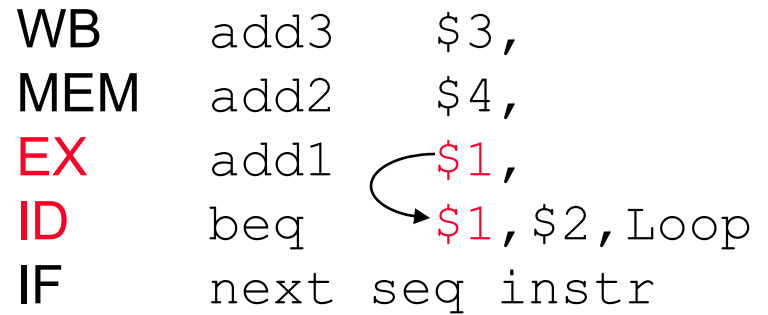 WB add3 $3,
MEM add2 $4,
EX add1 $1,
ID beq $1,$2,Loop
IF next seq instr